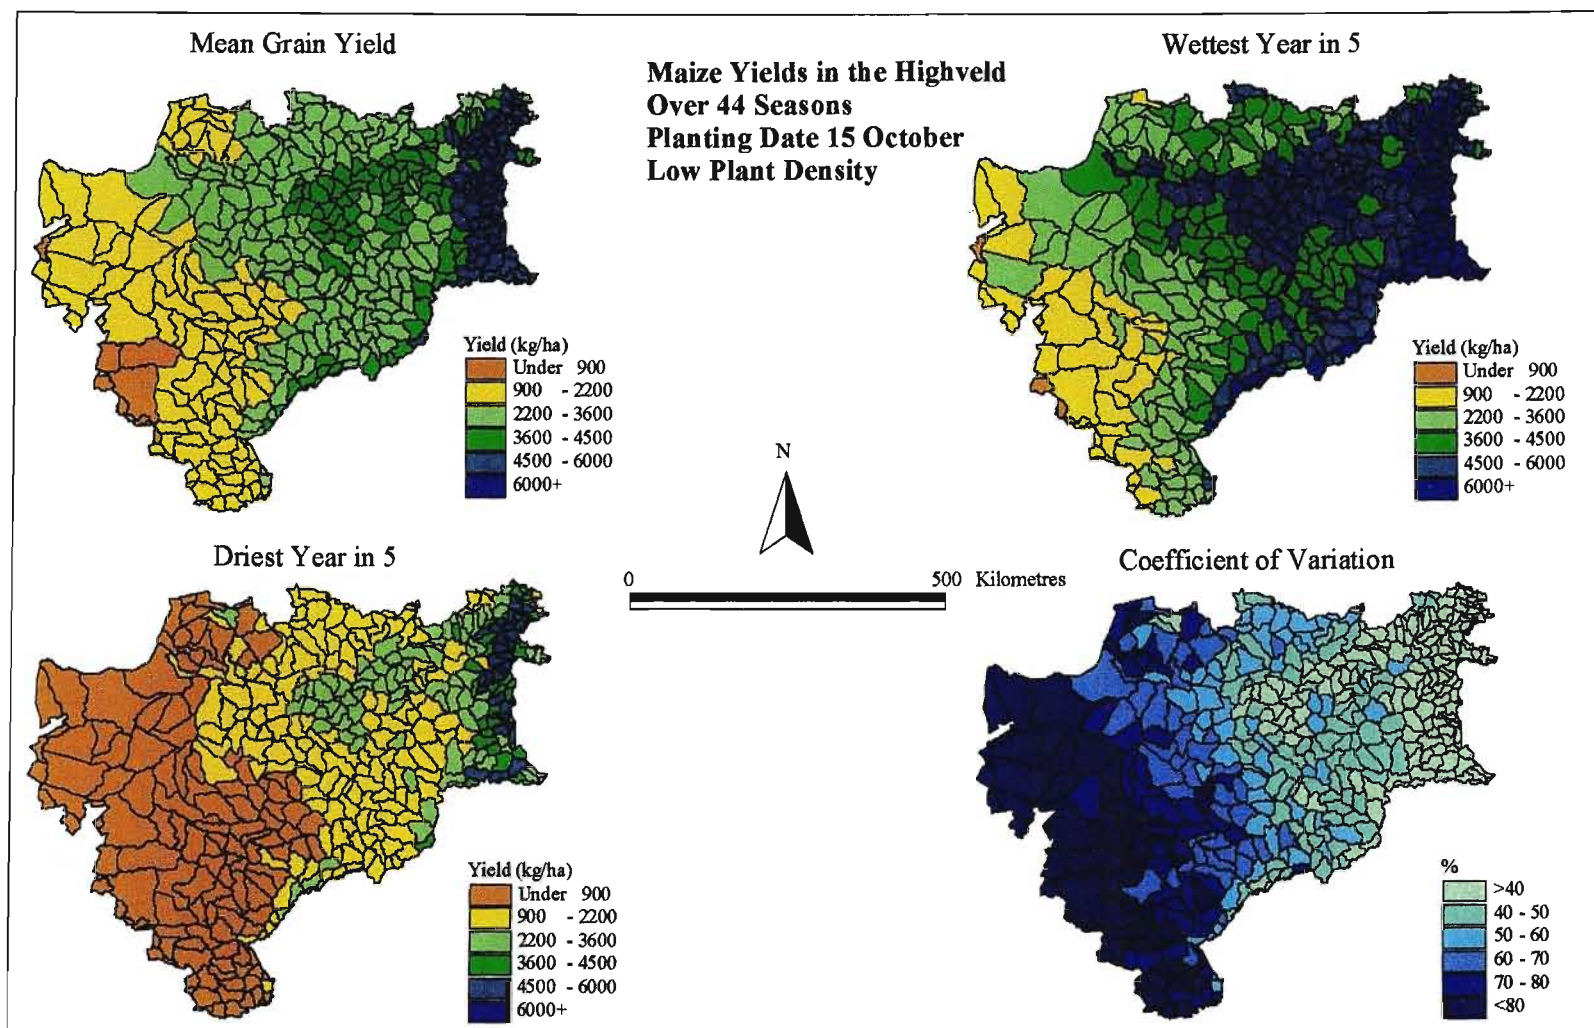 Mean Grain Yield
Maize Yields in the Highveld
Over 44 Seasons
Planting Date 15 October
Low Plant Density
Wettest Year in 5
Yield (kg/ha)
Under 900
900 - 2200
2200 - 3600
3600 - 4500
4500 - 6000
6000+
Yield (kg/ha)
Under 900
900 - 2200
2200 - 3600
3600 - 4500
4500 - 6000
6000+
N
0 500 Kilometres
Driest Year in 5
Coefficient of Variation
Yield (kg/ha)
Under 900
900 - 2200
2200 - 3600
3600 - 4500
4500 - 6000
6000+
%
>40
40 - 50
50 - 60
60 - 70
70 - 80
<80